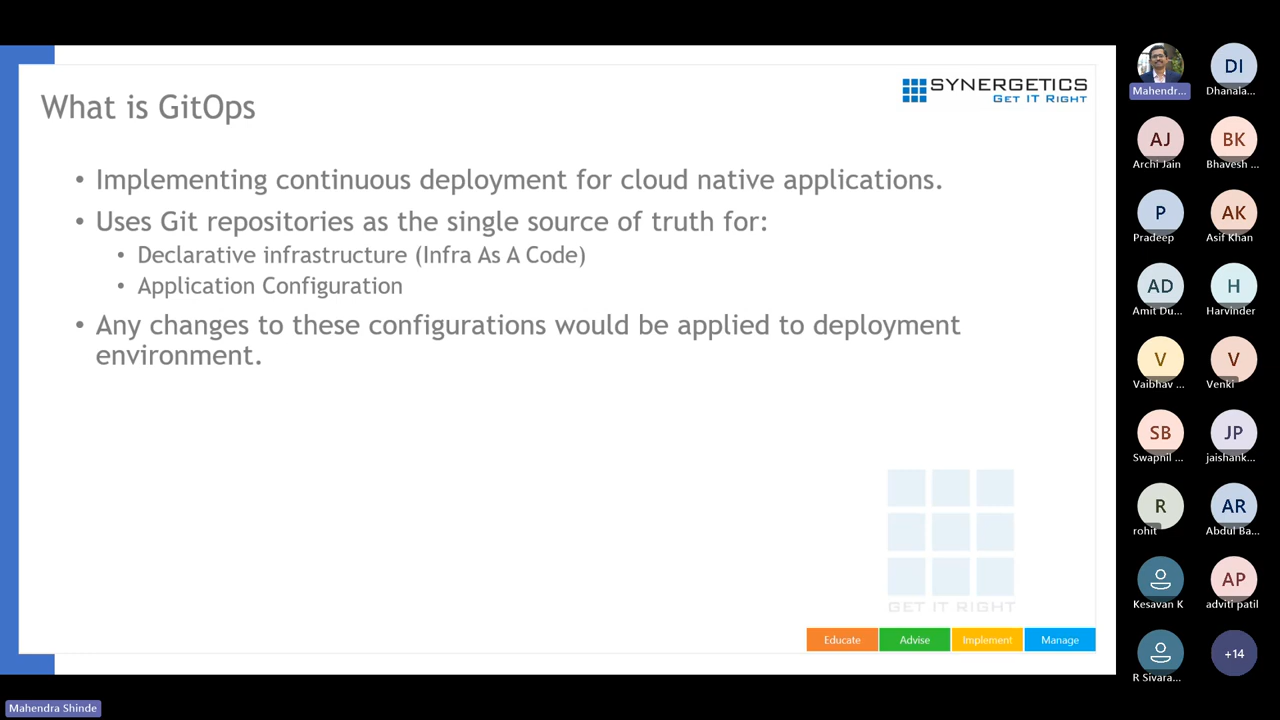 What is GitOps
SYNERGETICS
GET IT RIGHT
• Implementing continuous deployment for cloud native applications.
• Uses Git repositories as the single source of truth for:
• Declarative infrastructure (Infra As A Code)
• Application Configuration
• Any changes to these configurations would be applied to deployment
environment.
GET IT RIGHT
Educate
Advise
Implement
Manage
Mahendr...
DI
Dhanala...
AJ
Archi Jain
BK
Bhavesh ...
P
Pradeep
AK
Asif Khan
AD
Amit Du...
H
Harvinder
V
Vaibhav ...
V
Venki
SB
Swapnil ...
JP
jaishank...
R
rohit
AR
Abdul Ba...
Kesavan K
AP
adviti patil
R Sivara...
+14
Mahendra Shinde